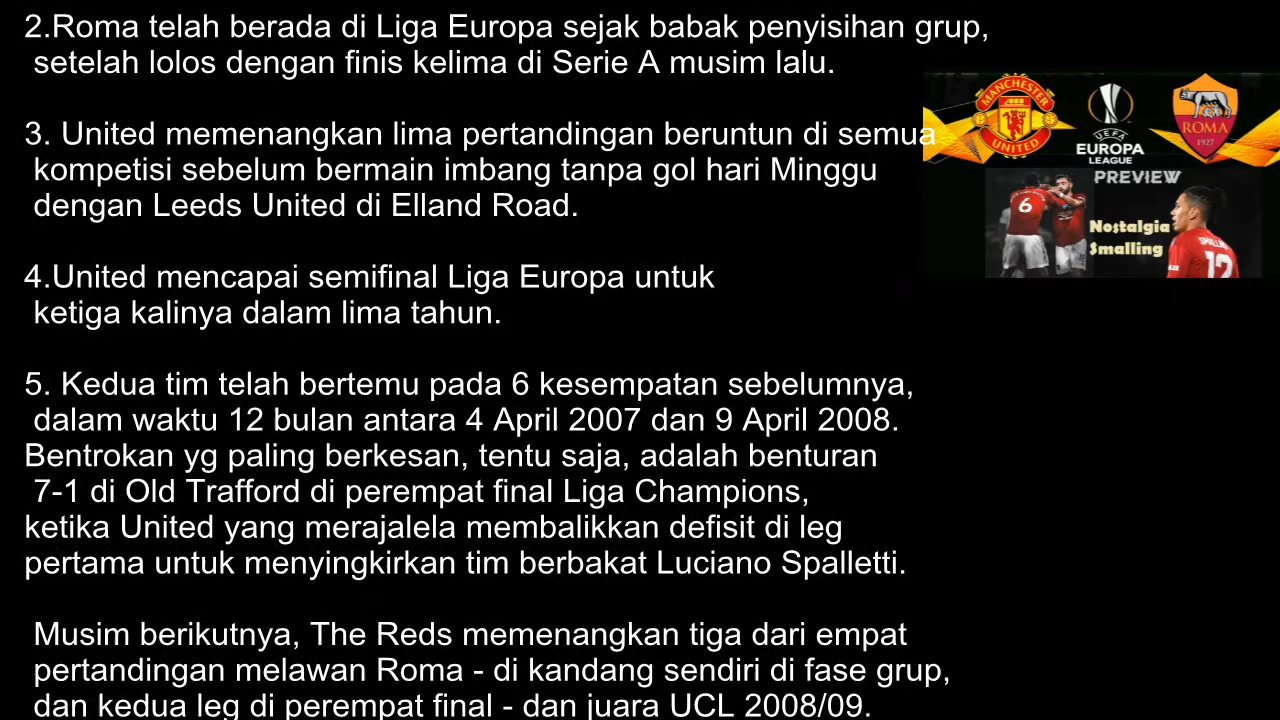 2.Roma telah berada di Liga Europa sejak babak penyisihan grup,
setelah lolos dengan finis kelima di Serie A musim lalu.
3. United memenangkan lima pertandingan beruntun di semua
kompetisi sebelum bermain imbang tanpa gol hari Minggu
dengan Leeds United di Elland Road.
4.United mencapai semifinal Liga Europa untuk
ketiga kalinya dalam lima tahun.
5. Kedua tim telah bertemu pada 6 kesempatan sebelumnya,
dalam waktu 12 bulan antara 4 April 2007 dan 9 April 2008.
Bentrokan yg paling berkesan, tentu saja, adalah benturan
7-1 di Old Trafford di perempat final Liga Champions,
ketika United yang merajalela membalikkan defisit di leg
pertama untuk menyingkirkan tim berbakat Luciano Spalletti.
Musim berikutnya, The Reds memenangkan tiga dari empat
pertandingan melawan Roma - di kandang sendiri di fase grup,
dan kedua leg di perempat final - dan juara UCL 2008/09.
MANCHESTER
UNITED
UEFA
EUROPA
LEAGUE
ROMA
1927
PREVIEW
6
Nostalgia
Smalling
SMALLING
12